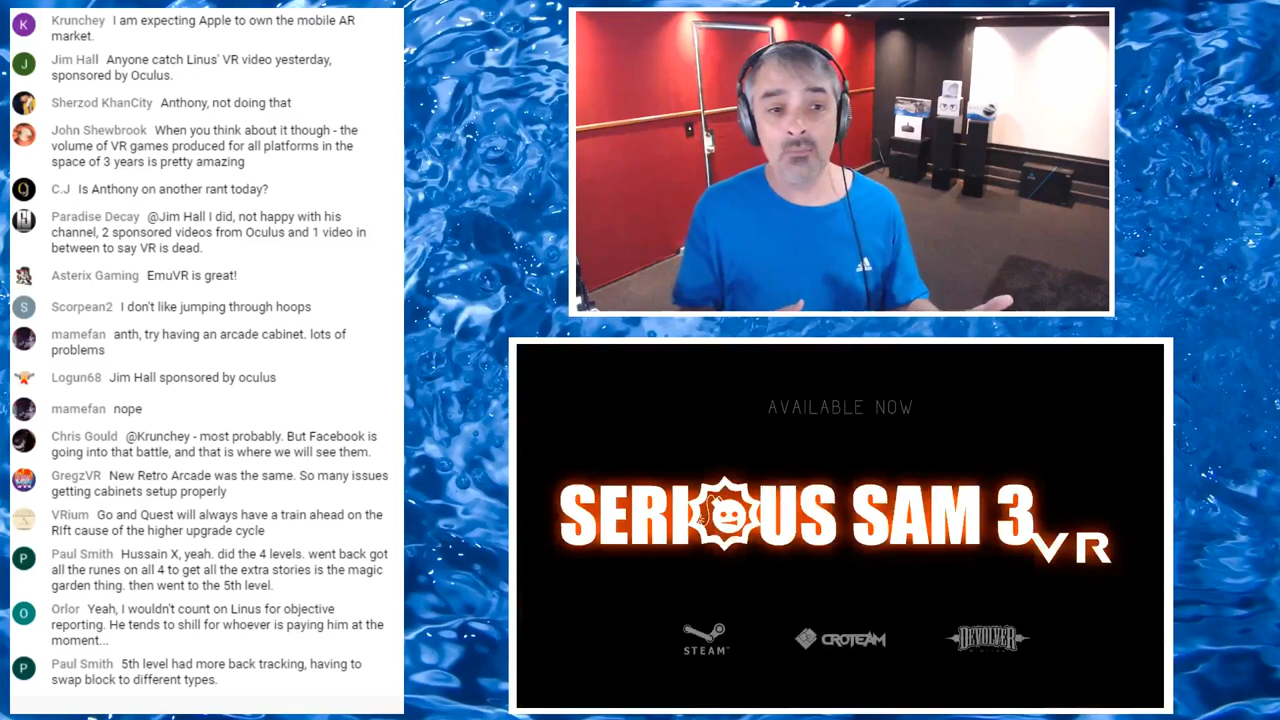 Krunchey I am expecting Apple to own the mobile AR
market.
Jim Hall Anyone catch Linus' VR video yesterday,
sponsored by Oculus.
Sherzod KhanCity Anthony, not doing that
John Shewbrook When you think about it though - the
volume of VR games produced for all platforms in the
space of 3 years is pretty amazing
C.J Is Anthony on another rant today?
Paradise Decay @Jim Hall I did, not happy with his
channel, 2 sponsored videos from Oculus and 1 video in
between to say VR is dead.
Asterix Gaming EmuVR is great!
Scorpean2 I don't like jumping through hoops
mamefan anth, try having an arcade cabinet. lots of
problems
Logun68 Jim Hall sponsored by oculus
mamefan nope
Chris Gould @Krunchey - most probably. But Facebook is
going into that battle, and that is where we will see them.
GregzVR New Retro Arcade was the same. So many issues
getting cabinets setup properly
VRium Go and Quest will always have a train ahead on the
RIft cause of the higher upgrade cycle
Paul Smith Hussain X, yeah. did the 4 levels. went back got
all the runes on all 4 to get all the extra stories is the magic
garden thing. then went to the 5th level.
Orlor Yeah, I wouldn't count on Linus for objective
reporting. He tends to shill for whoever is paying him at the
moment...
Paul Smith 5th level had more back tracking, having to
swap block to different types.
K
J
S
P
O
P
adidas
AVAILABLE NOW
SERIOUS SAM 3
VR
STEAM™
CROTEAM
DEVOLVER